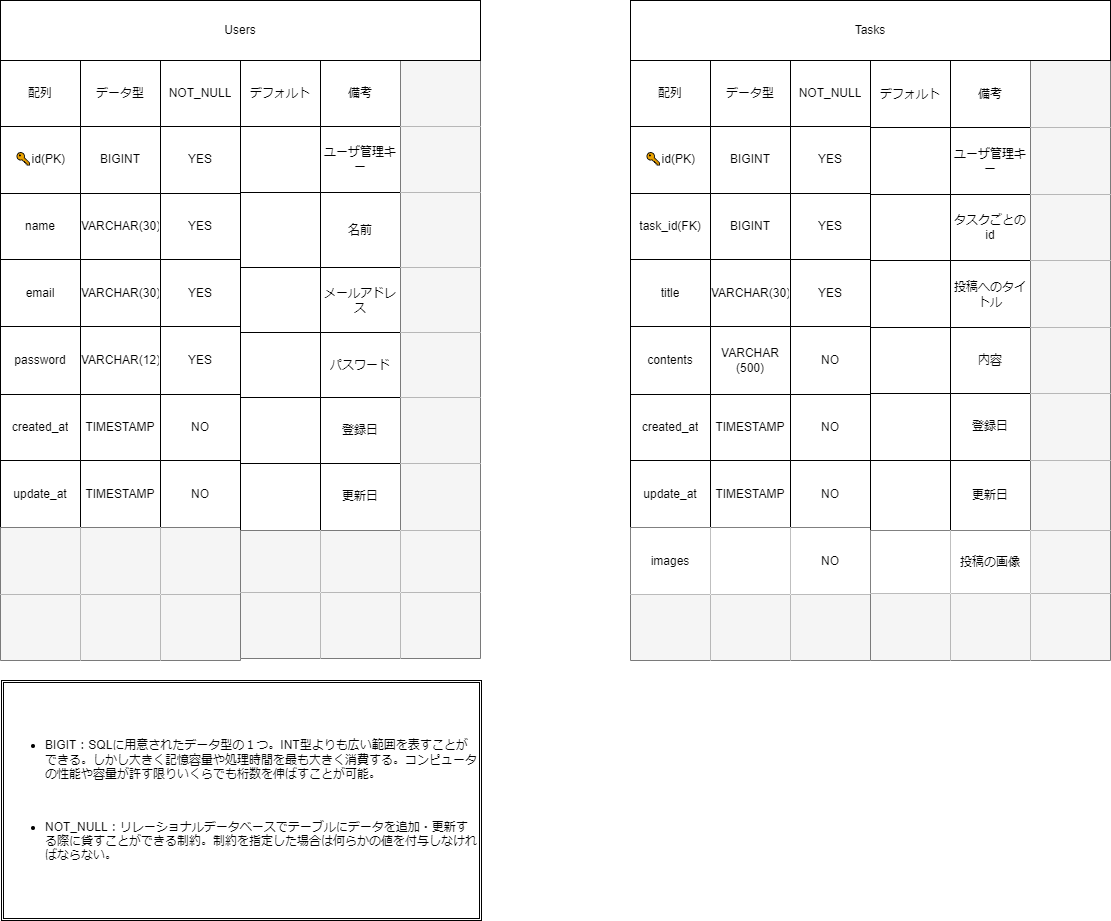 Users
配列 データ型 NOT_NULL デフォルト 備考
id(PK) BIGINT YES ユーザ管理キ
ー
name VARCHAR(30) YES 名前
email VARCHAR(30) YES メールアドレ
ス
password VARCHAR(12) YES パスワード
created_at TIMESTAMP NO 登録日
update_at TIMESTAMP NO 更新日
Tasks
配列 データ型 NOT_NULL デフォルト 備考
id(PK) BIGINT YES ユーザ管理キ
ー
task_id(FK) BIGINT YES タスクごとの
id
title VARCHAR(30) YES 投稿へのタイ
トル
contents VARCHAR
(500) NO 内容
created_at TIMESTAMP NO 登録日
update_at TIMESTAMP NO 更新日
images NO 投稿の画像
• BIGIT：SQLに用意されたデータ型の１つ。INT型よりも広い範囲を表すことが
できる。しかし大きく記憶容量や処理時間を最も大きく消費する。コンピュータ
の性能や容量が許す限りいくらでも桁数を伸ばすことが可能。
• NOT_NULL：リレーショナルデータベースでテーブルにデータを追加・更新す
る際に貸すことができる制約。制約を指定した場合は何らかの値を付与しなけれ
ばならない。